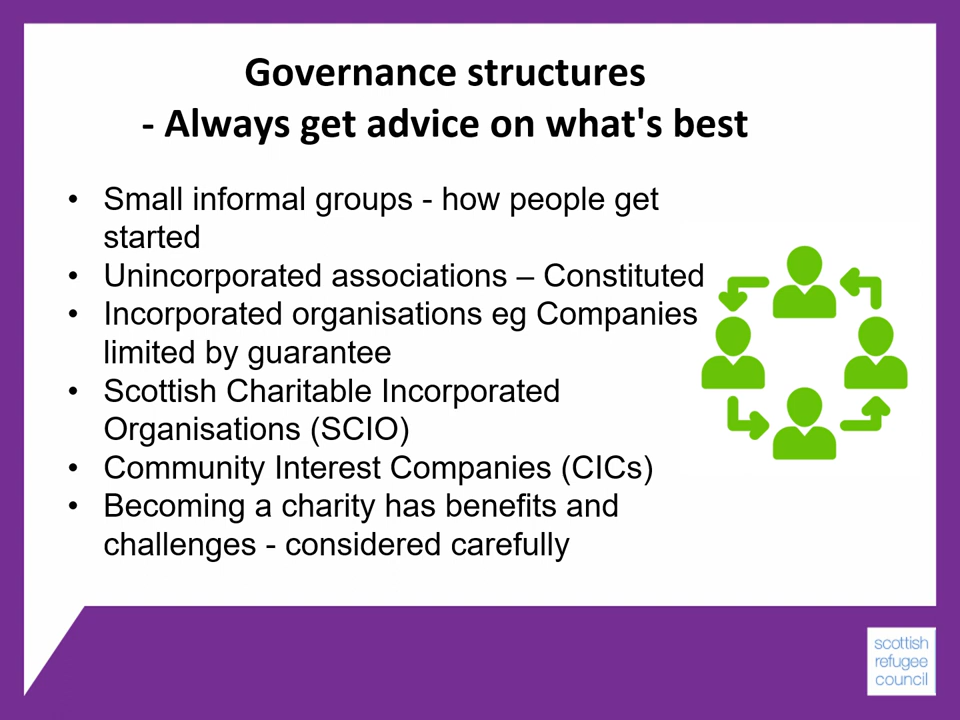 Governance structures
- Always get advice on what's best
• Small informal groups - how people get
started
• Unincorporated associations – Constituted
• Incorporated organisations eg Companies
limited by guarantee
• Scottish Charitable Incorporated
Organisations (SCIO)
• Community Interest Companies (CICs)
• Becoming a charity has benefits and
challenges - considered carefully
scottish
refugee
council